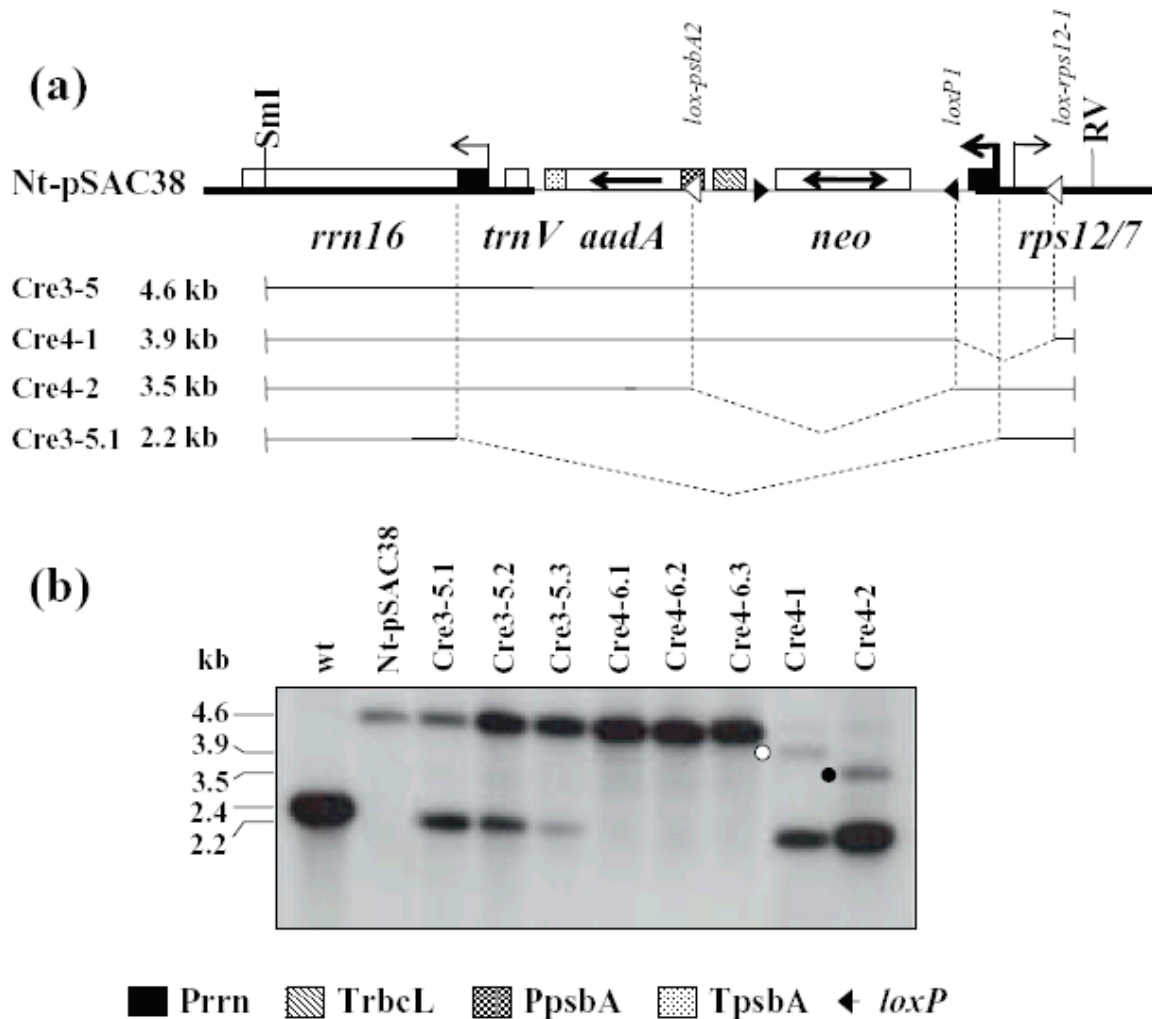 (a)
SmI
lox-psbA2
loxP1
lox-rps12-1
RV
Nt-pSAC38
rrn16 trnV aadA neo rps12/7
Cre3-5 4.6 kb
Cre4-1 3.9 kb
Cre4-2 3.5 kb
Cre3-5.1 2.2 kb
(b)
kb
wt
Nt-pSAC38
Cre3-5.1
Cre3-5.2
Cre3-5.3
Cre4-6.1
Cre4-6.2
Cre4-6.3
Cre4-1
Cre4-2
4.6
3.9
3.5
2.4
2.2
Prrn TrbcL PpsbA TpsbA loxP